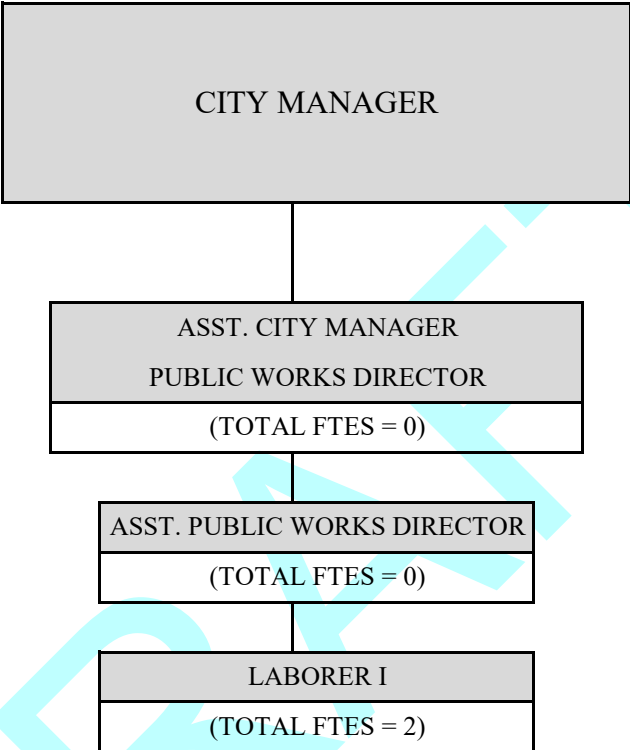 CITY MANAGER
ASST. CITY MANAGER
PUBLIC WORKS DIRECTOR
(TOTAL FTES = 0)
ASST. PUBLIC WORKS DIRECTOR
(TOTAL FTES = 0)
LABORER I
(TOTAL FTES = 2)